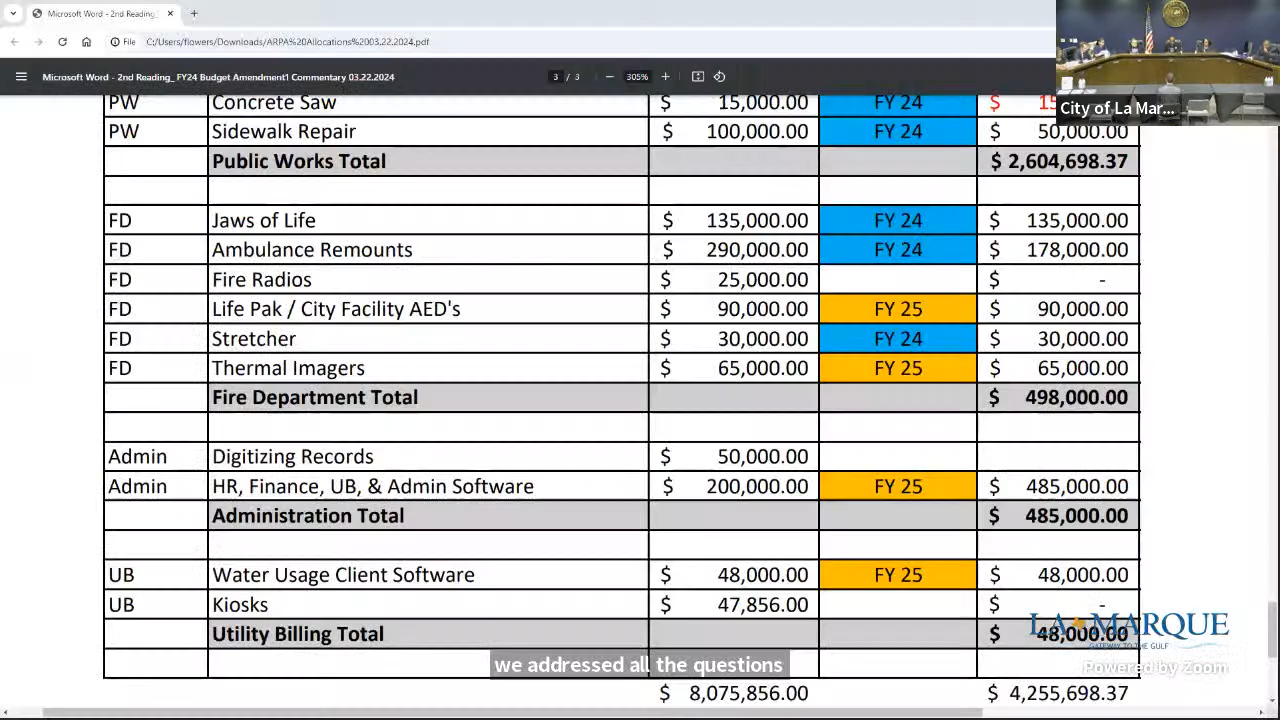 Microsoft Word - 2nd Reading_
File C:/Users/flowers/Downloads/ARPA%20Allocations%2003.22.2024.pdf
Microsoft Word - 2nd Reading_ FY24 Budget Amendment1 Commentary 03.22.2024 3 / 3 305%
City of La Mar...
PW Concrete Saw $ 15,000.00 FY 24 $
PW Sidewalk Repair $ 100,000.00 FY 24 50,000.00
Public Works Total $ 2,604,698.37
FD Jaws of Life $ 135,000.00 FY 24 $ 135,000.00
FD Ambulance Remounts $ 290,000.00 FY 24 $ 178,000.00
FD Fire Radios $ 25,000.00 $ -
FD Life Pak / City Facility AED's $ 90,000.00 FY 25 $ 90,000.00
FD Stretcher $ 30,000.00 FY 24 $ 30,000.00
FD Thermal Imagers $ 65,000.00 FY 25 $ 65,000.00
Fire Department Total $ 498,000.00
Admin Digitizing Records $ 50,000.00
Admin HR, Finance, UB, & Admin Software $ 200,000.00 FY 25 $ 485,000.00
Administration Total $ 485,000.00
UB Water Usage Client Software $ 48,000.00 FY 25 $ 48,000.00
UB Kiosks $ 47,856.00 $ -
Utility Billing Total $ 48,000.00
LA MARQUE
GATEWAY TO THE GULF
we addressed all the questions
Powered by Zoom
$ 8,075,856.00 $ 4,255,698.37